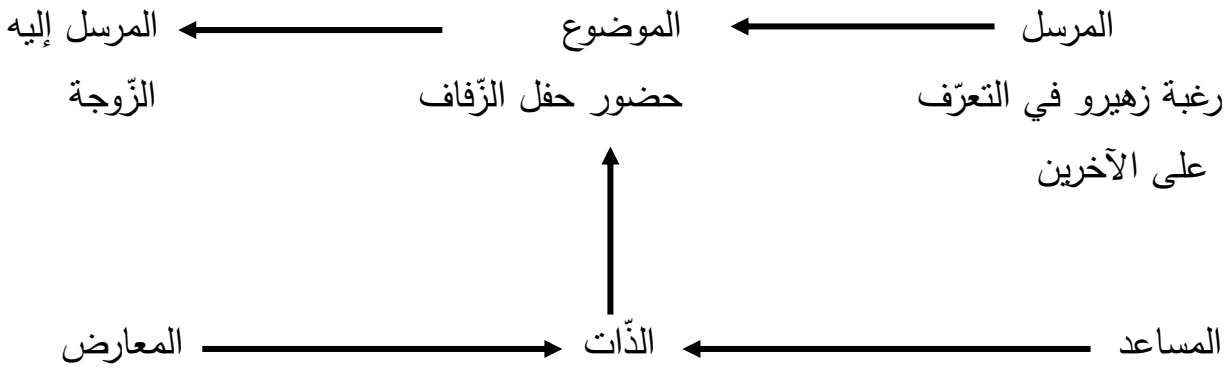 المرسل الموضوع المرسل إليه
رغبة زهيرو في التعرّف حضور حفل الزّفاف الزّوجة
على الآخرين
المساعد الذّات المعارض